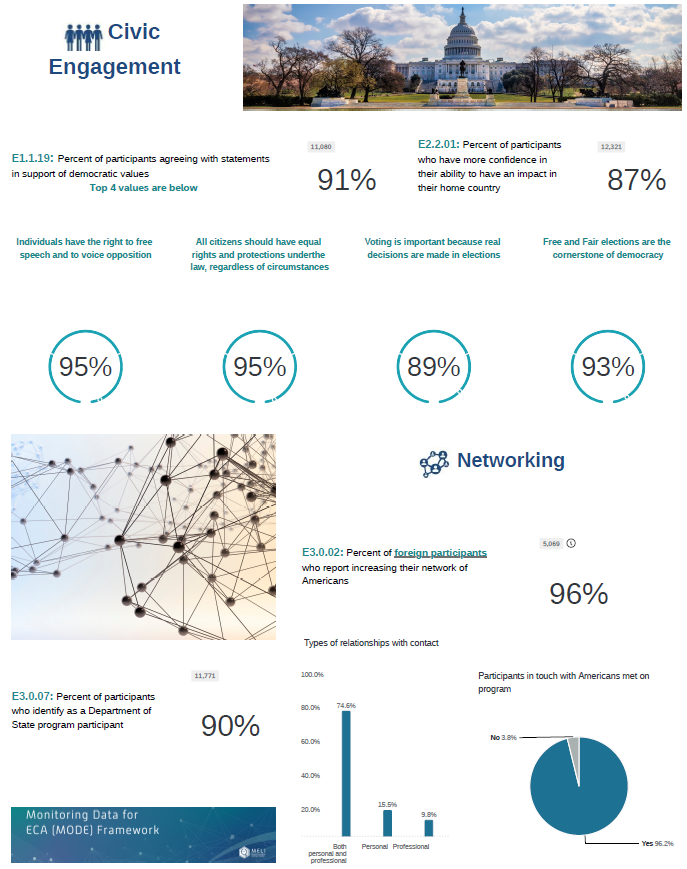 Civic
Engagement
E1.1.19: Percent of participants agreeing with statements
in support of democratic values
Top 4 values are below
11,080
91%
E2.2.01: Percent of participants
who have more confidence in
their ability to have an impact in
their home country
12,321
87%
Individuals have the right to free
speech and to voice opposition
All citizens should have equal
rights and protections underthe
law, regardless of circumstances
Voting is important because real
decisions are made in elections
Free and Fair elections are the
cornerstone of democracy
95%
95%
89%
93%
Networking
E3.0.02: Percent of foreign participants
who report increasing their network of
Americans
5,069
96%
E3.0.07: Percent of participants
who identify as a Department of
State program participant
11,771
90%
Types of relationships with contact
100.0%
80.0%
60.0%
40.0%
20.0%
74.6%
15.5%
9.8%
Both
personal and
professional
Personal
Professional
Participants in touch with Americans met on
program
No 3.8%
Yes 96.2%
Monitoring Data for
ECA (MODE) Framework
MELI